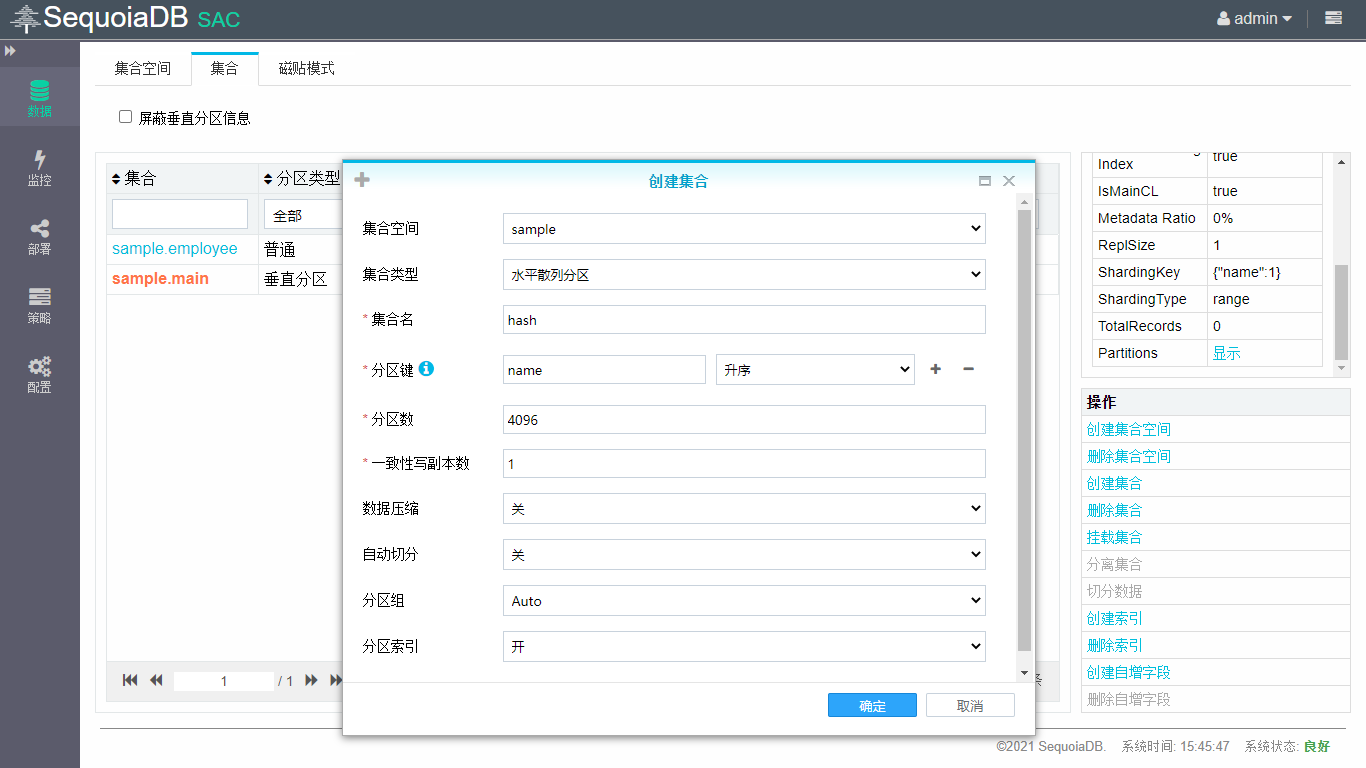 SequoiaDB SAC
admin
集合空间
集合
磁贴模式
数据
监控
部署
策略
配置
屏蔽垂直分区信息
集合
分区类型
全部
sample.employee
普通
sample.main
垂直分区
1
/ 1
创建集合
集合空间
sample
集合类型
水平散列分区
* 集合名
hash
* 分区键
name
升序
* 分区数
4096
* 一致性写副本数
1
数据压缩
关
自动切分
关
分区组
Auto
分区索引
开
确定
取消
Index
true
IsMainCL
true
Metadata Ratio
0%
ReplSize
1
ShardingKey
{"name":1}
ShardingType
range
TotalRecords
0
Partitions
显示
操作
创建集合空间
删除集合空间
创建集合
删除集合
挂载集合
分离集合
切分数据
创建索引
删除索引
创建自增字段
删除自增字段
©2021 SequoiaDB.
系统时间: 15:45:47
系统状态: 良好